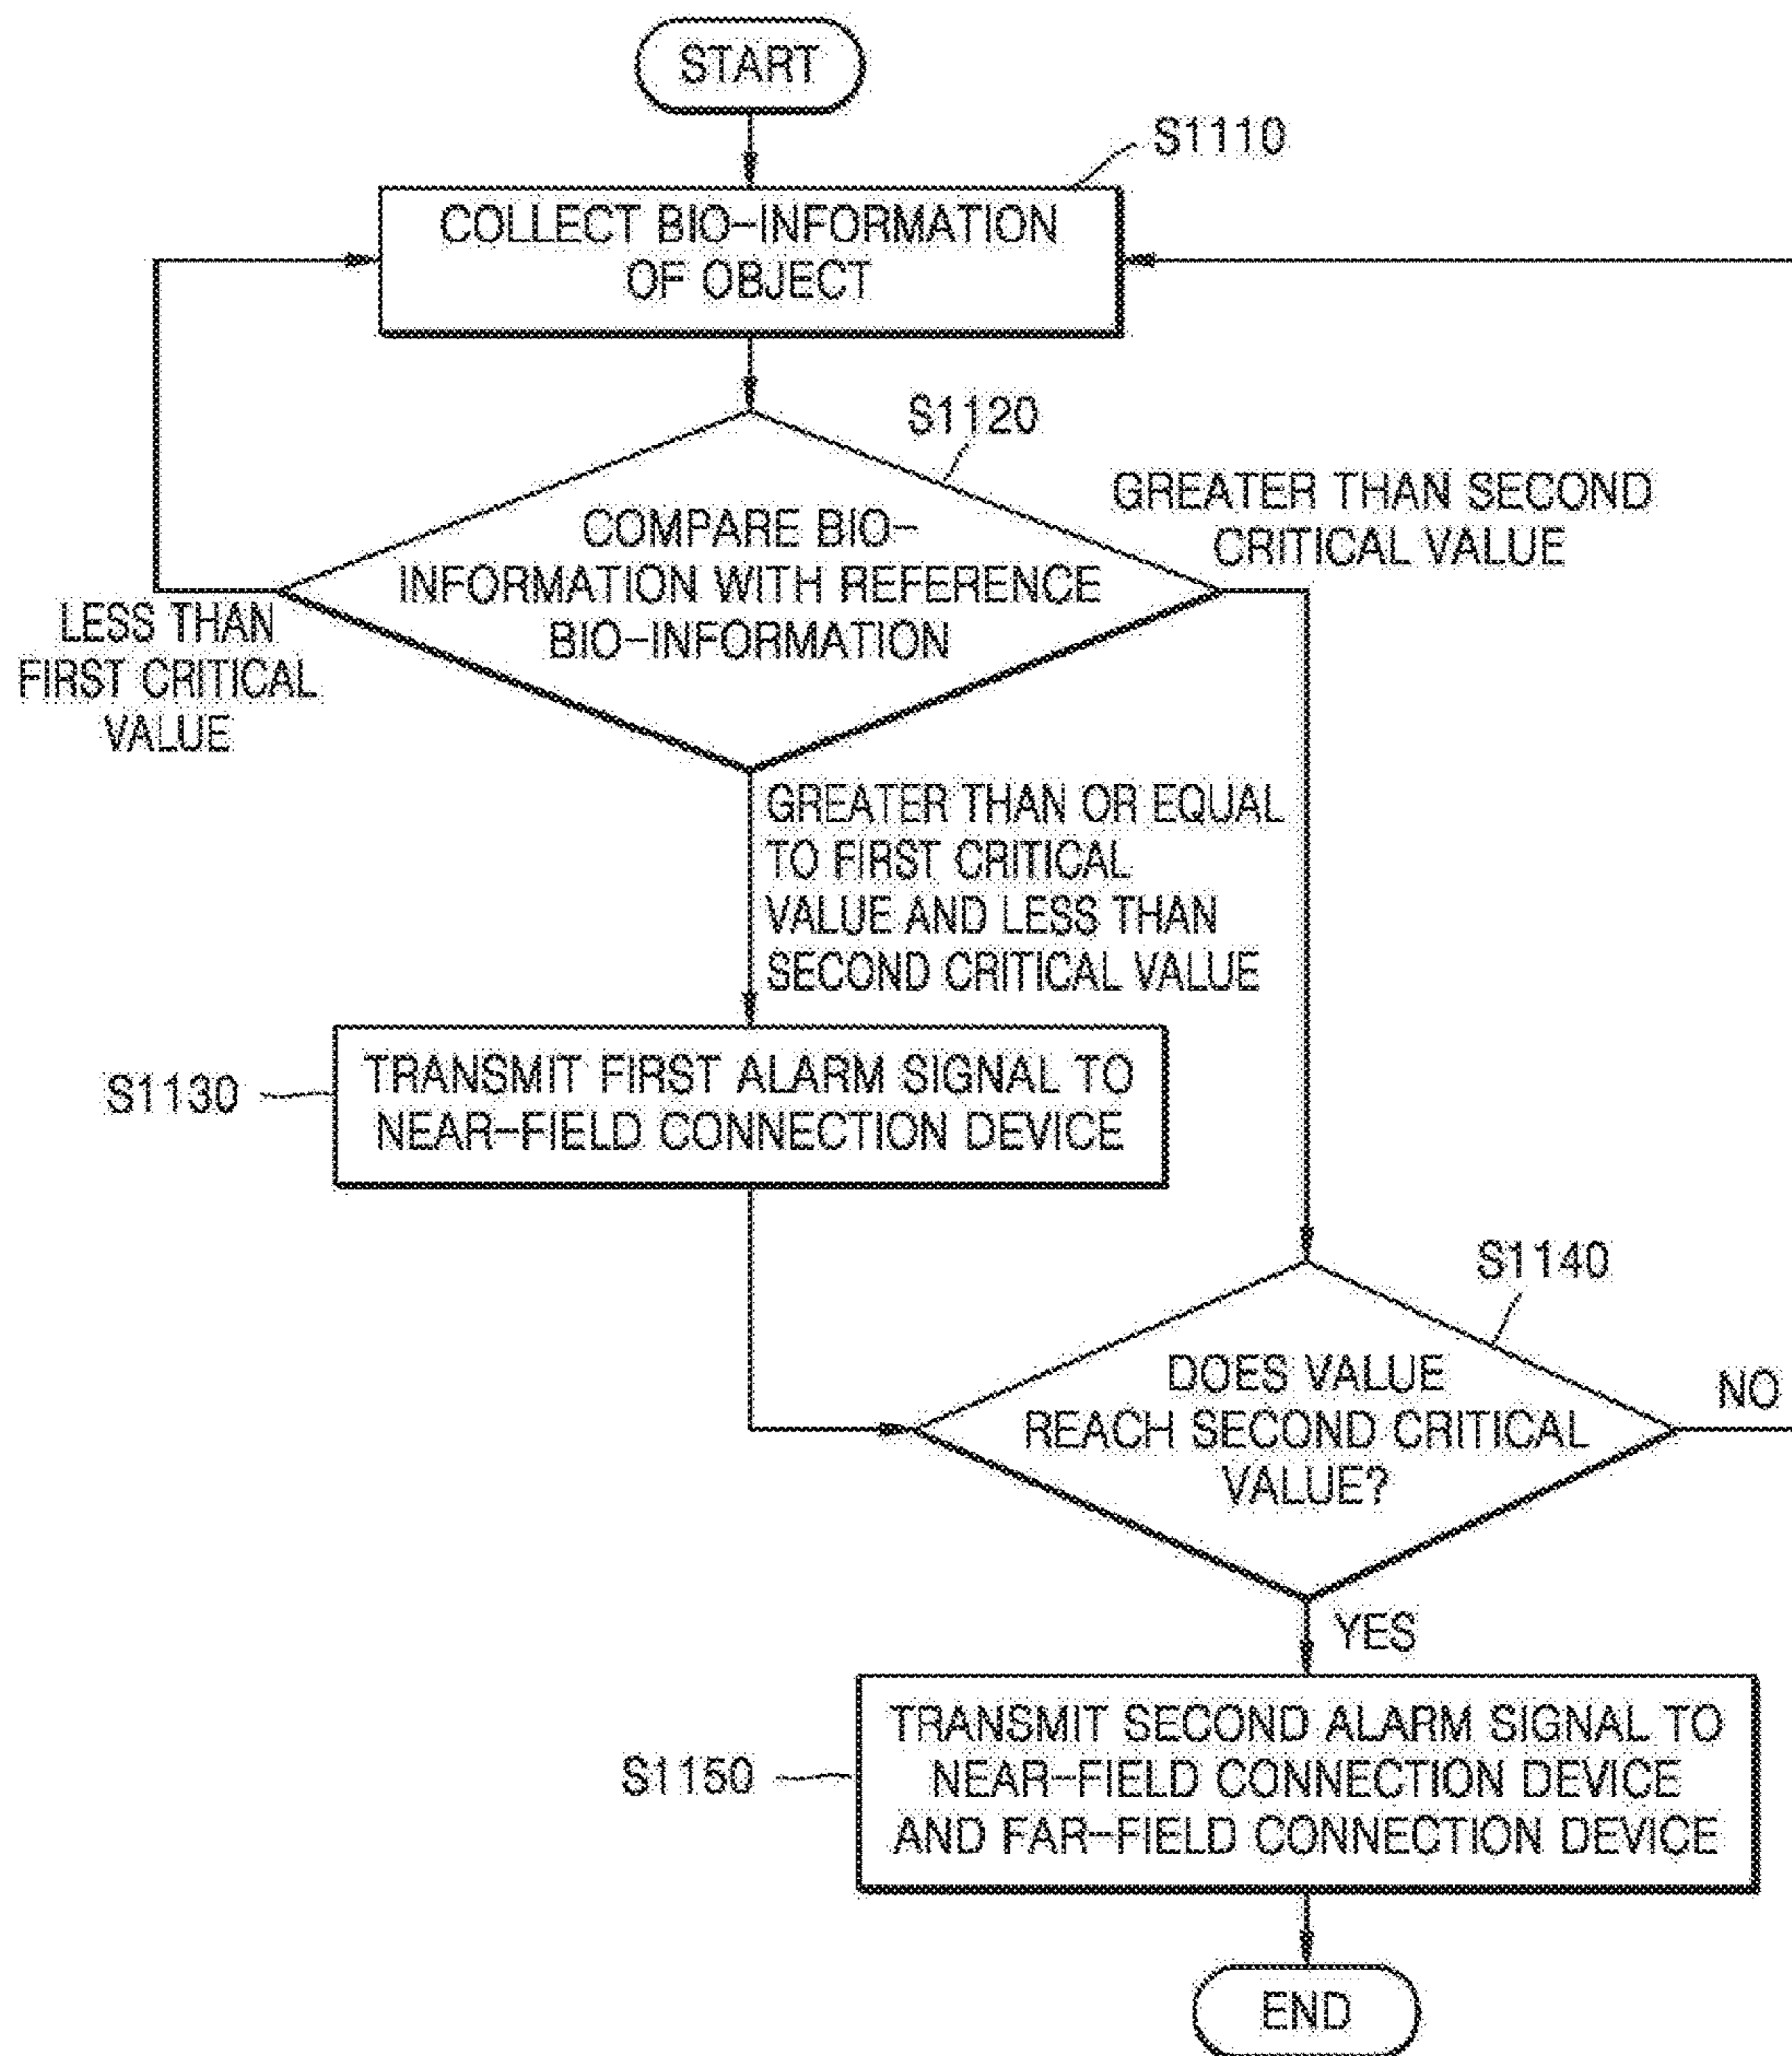 START
S1110
COLLECT BIO-INFORMATION
OF OBJECT
S1120
COMPARE BIO-
INFORMATION WITH REFERENCE
BIO-INFORMATION
GREATER THAN SECOND
CRITICAL VALUE
LESS THAN
FIRST CRITICAL
VALUE
GREATER THAN OR EQUAL
TO FIRST CRITICAL
VALUE AND LESS THAN
SECOND CRITICAL VALUE
S1130
TRANSMIT FIRST ALARM SIGNAL TO
NEAR-FIELD CONNECTION DEVICE
S1140
DOES VALUE
REACH SECOND CRITICAL
VALUE?
NO
YES
S1150
TRANSMIT SECOND ALARM SIGNAL TO
NEAR-FIELD CONNECTION DEVICE
AND FAR-FIELD CONNECTION DEVICE
END